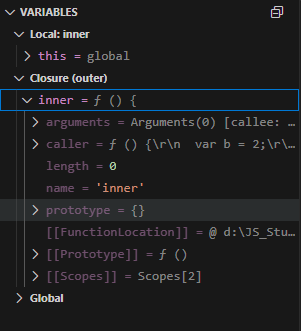 VARIABLES
Local: inner
this = global
Closure (outer)
inner = ƒ () {
arguments = Arguments(0) [callee: …
caller = ƒ () {\r\n  var b = 2;\r\…
length = 0
name = 'inner'
prototype = {}
[[FunctionLocation]] = @ d:\JS_Stu…
[[Prototype]] = ƒ ()
[[Scopes]] = Scopes[2]
Global